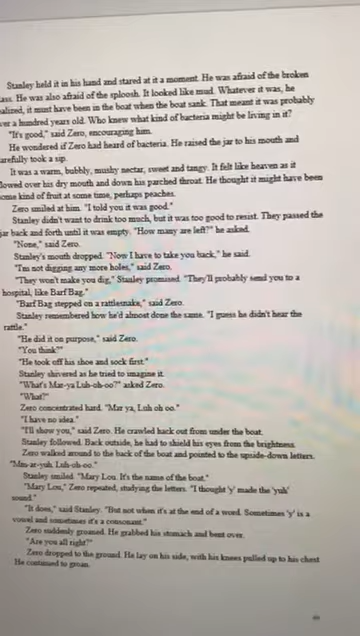 Stanley held it in his hand and stared at it a moment. He was afraid of the broken
ass. He was also afraid of the sploosh. It looked like mud. Whatever it was, he
alized, it must have been in the boat when the boat sank. That meant it was probably
ver a hundred years old. Who knew what kind of bacteria might be living in it?
"It's good," said Zero, encouraging him.
He wondered if Zero had heard of bacteria. He raised the jar to his mouth and
arefully took a sip.
It was a warm, bubbly, mushy nectar, sweet and tangy. It felt like heaven as it
lowed over his dry mouth and down his parched throat. He thought it might have been
ome kind of fruit at some time, perhaps peaches.
Zero smiled at him. "I told you it was good."
Stanley didn't want to drink too much, but it was too good to resist. They passed the
jar back and forth until it was empty. "How many are left?" he asked.
"None," said Zero.
Stanley's mouth dropped. "Now I have to take you back," he said.
"I'm not digging any more holes," said Zero.
"They won't make you dig," Stanley promised. "They'll probably send you to a
hospital, like Barf Bag."
"Barf Bag stepped on a rattlesnake," said Zero.
Stanley remembered how he'd almost done the same. "I guess he didn't hear the
rattle."
"He did it on purpose," said Zero.
"You think?"
"He took off his shoe and sock first."
Stanley shivered as he tried to imagine it.
"What's Mar-ya Luh-oh-oo?" asked Zero.
"What?"
Zero concentrated hard. "Mar ya, Luh oh oo."
"I have no idea."
"I'll show you," said Zero. He crawled back out from under the boat.
Stanley followed. Back outside, he had to shield his eyes from the brightness.
Zero walked around to the back of the boat and pointed to the upside-down letters.
"Mm-ar-yuh. Luh-oh-oo."
Stanley smiled. "Mary Lou. It's the name of the boat."
"Mary Lou," Zero repeated, studying the letters. "I thought 'y' made the 'yuh'
sound."
"It does," said Stanley. "But not when it's at the end of a word. Sometimes 'y' is a
vowel and sometimes it's a consonant."
Zero suddenly groaned. He grabbed his stomach and bent over.
"Are you all right?"
Zero dropped to the ground. He lay on his side, with his knees pulled up to his chest
He continued to groan.